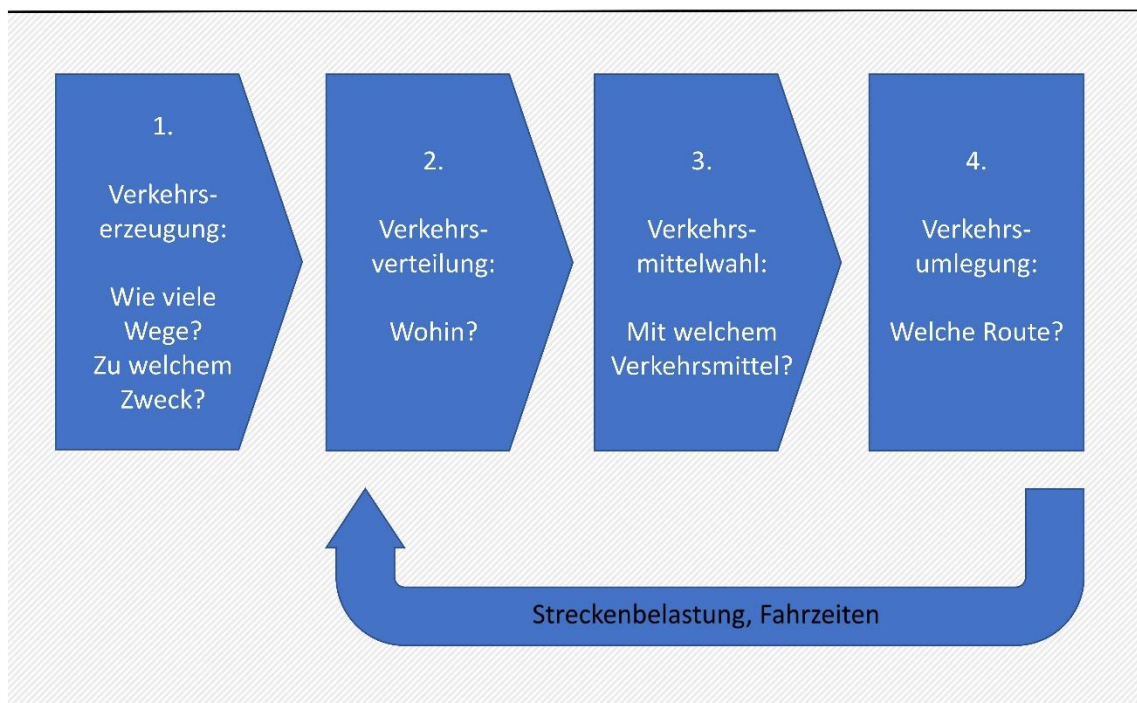 1.
Verkehrs-
erzeugung:
Wie viele
Wege?
Zu welchem
Zweck?
2.
Verkehrs-
verteilung:
Wohin?
3.
Verkehrs-
mittelwahl:
Mit welchem
Verkehrsmittel?
4.
Verkehrs-
umlegung:
Welche Route?
Streckenbelastung, Fahrzeiten